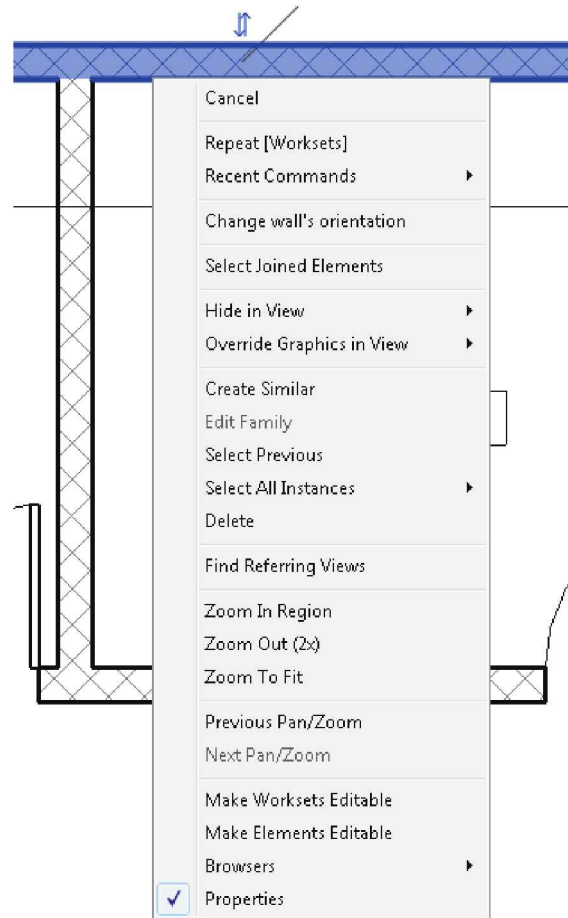 Cancel
Repeat [Worksets]
Recent Commands
Change wall's orientation
Select Joined Elements
Hide in View
Override Graphics in View
Create Similar
Edit Family
Select Previous
Select All Instances
Delete
Find Referring Views
Zoom In Region
Zoom Out (2x)
Zoom To Fit
Previous Pan/Zoom
Next Pan/Zoom
Make Worksets Editable
Make Elements Editable
Browsers
Properties